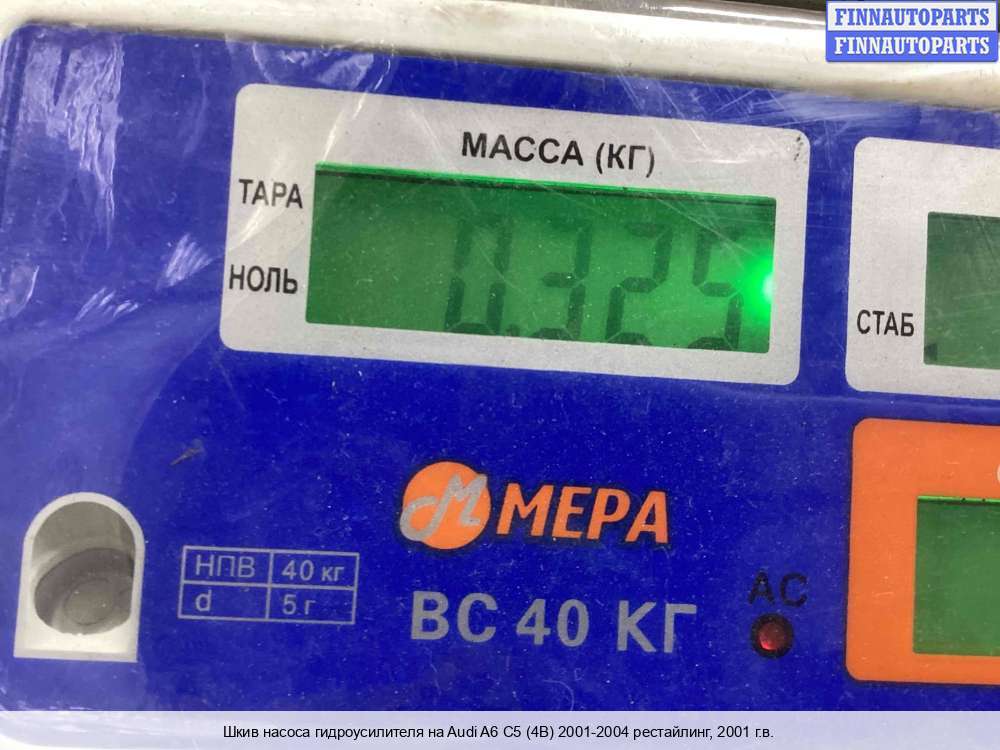 FINNAUTOPARTS
FINNAUTOPARTS
МАССА (КГ)
ТАРА
НОЛЬ
0.325
СТАБ
МЕРА
НПВ 40 кг
d 5 г
ВС 40 КГ
АС
Шкив насоса гидроусилителя на Audi A6 C5 (4B) 2001-2004 рестайлинг, 2001 г.в.